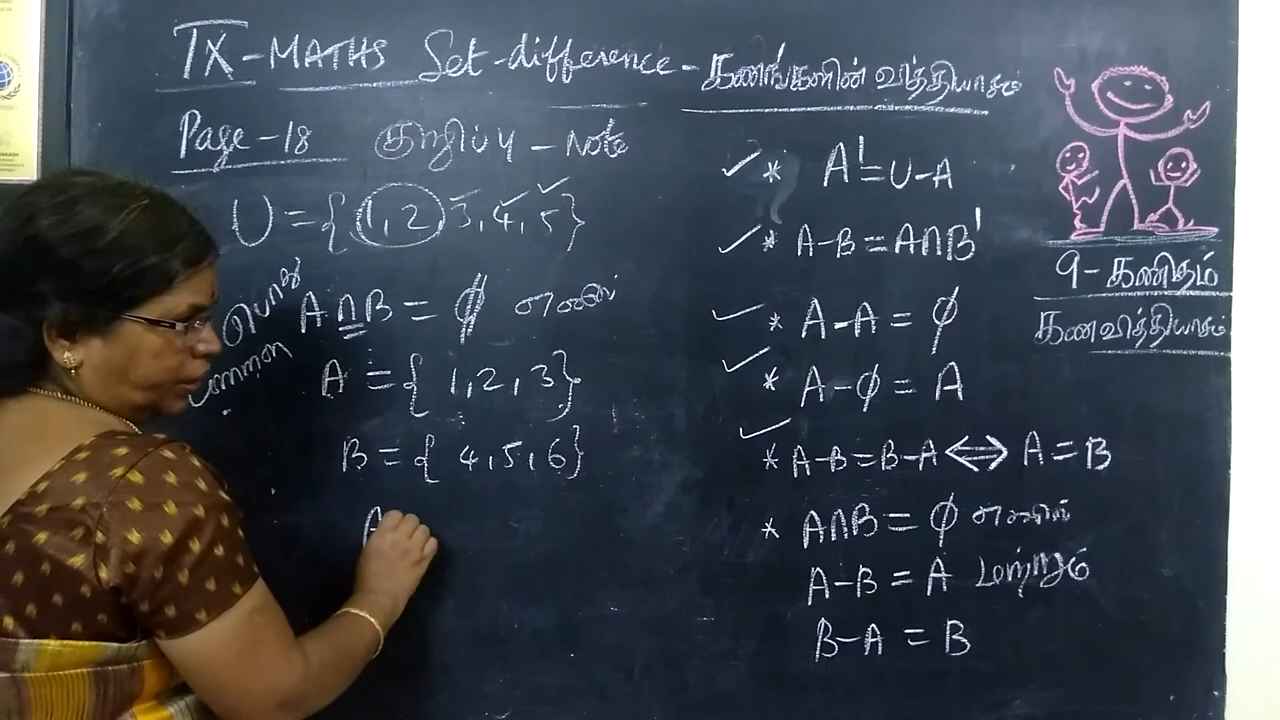 IX - MATHS Set-difference - கணங்களின் வித்தியாசம்
Page - 18 குறிப்பு - Note
U = { 1, 2, 3, 4, 5 }
பொது
common
A∩B = ϕ எனில்
A = { 1, 2, 3 }
B = { 4, 5, 6 }
A
* A' = U-A
* A-B = A∩B'
* A-A = ϕ
* A-ϕ = A
* A-B = B-A ⇔ A = B
* A∩B = ϕ எனில்
A-B = A மற்றும்
B-A = B
9 - கணிதம்
கணவித்தியாசம்